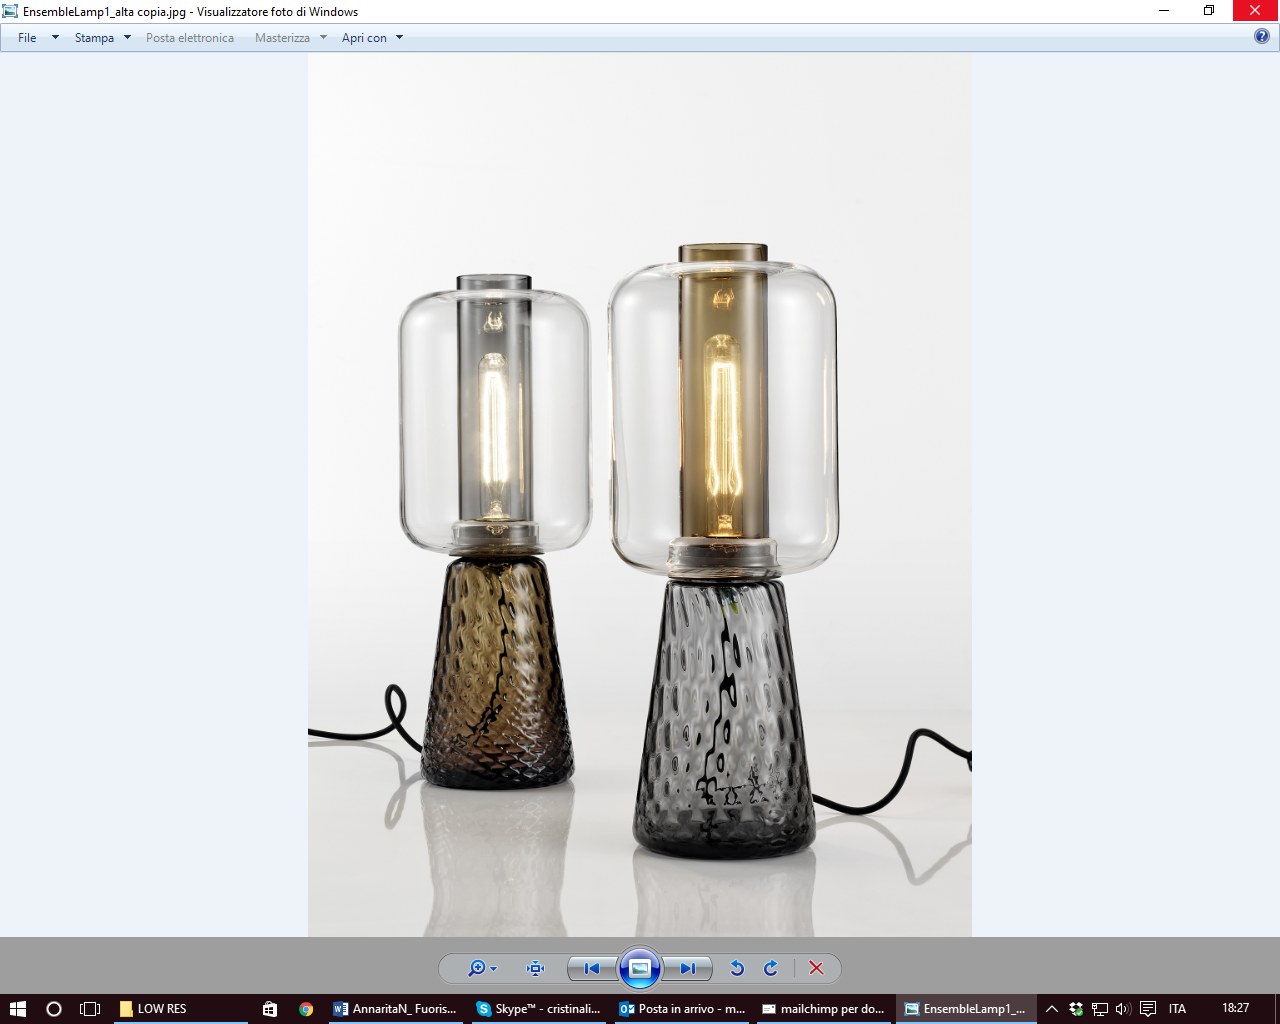 EnsembleLamp1_alta copia.jpg - Visualizzatore foto di Windows
File Stampa Posta elettronica Masterizza Apri con
LOW RES AnnaritaN_ Fuoris... Skype™ - cristinali... Posta in arrivo - m... mailchimp per do... EnsembleLamp1_... ITA 18:27